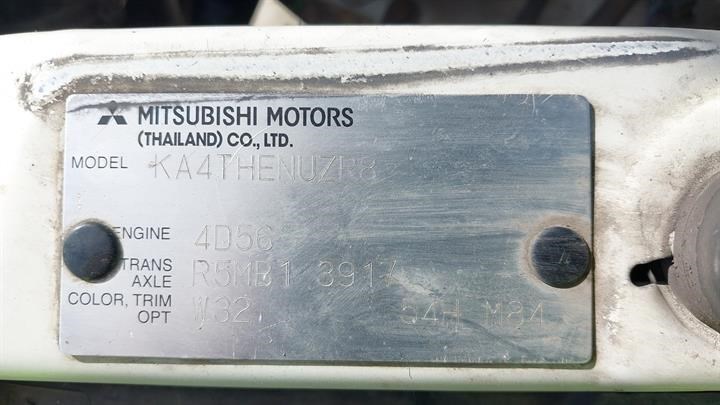 MITSUBISHI MOTORS
(THAILAND) CO., LTD.
MODEL KA4THENUZR8
ENGINE 4D56
TRANS AXLE R5MB1 3917
COLOR, TRIM OPT W32 54H M84